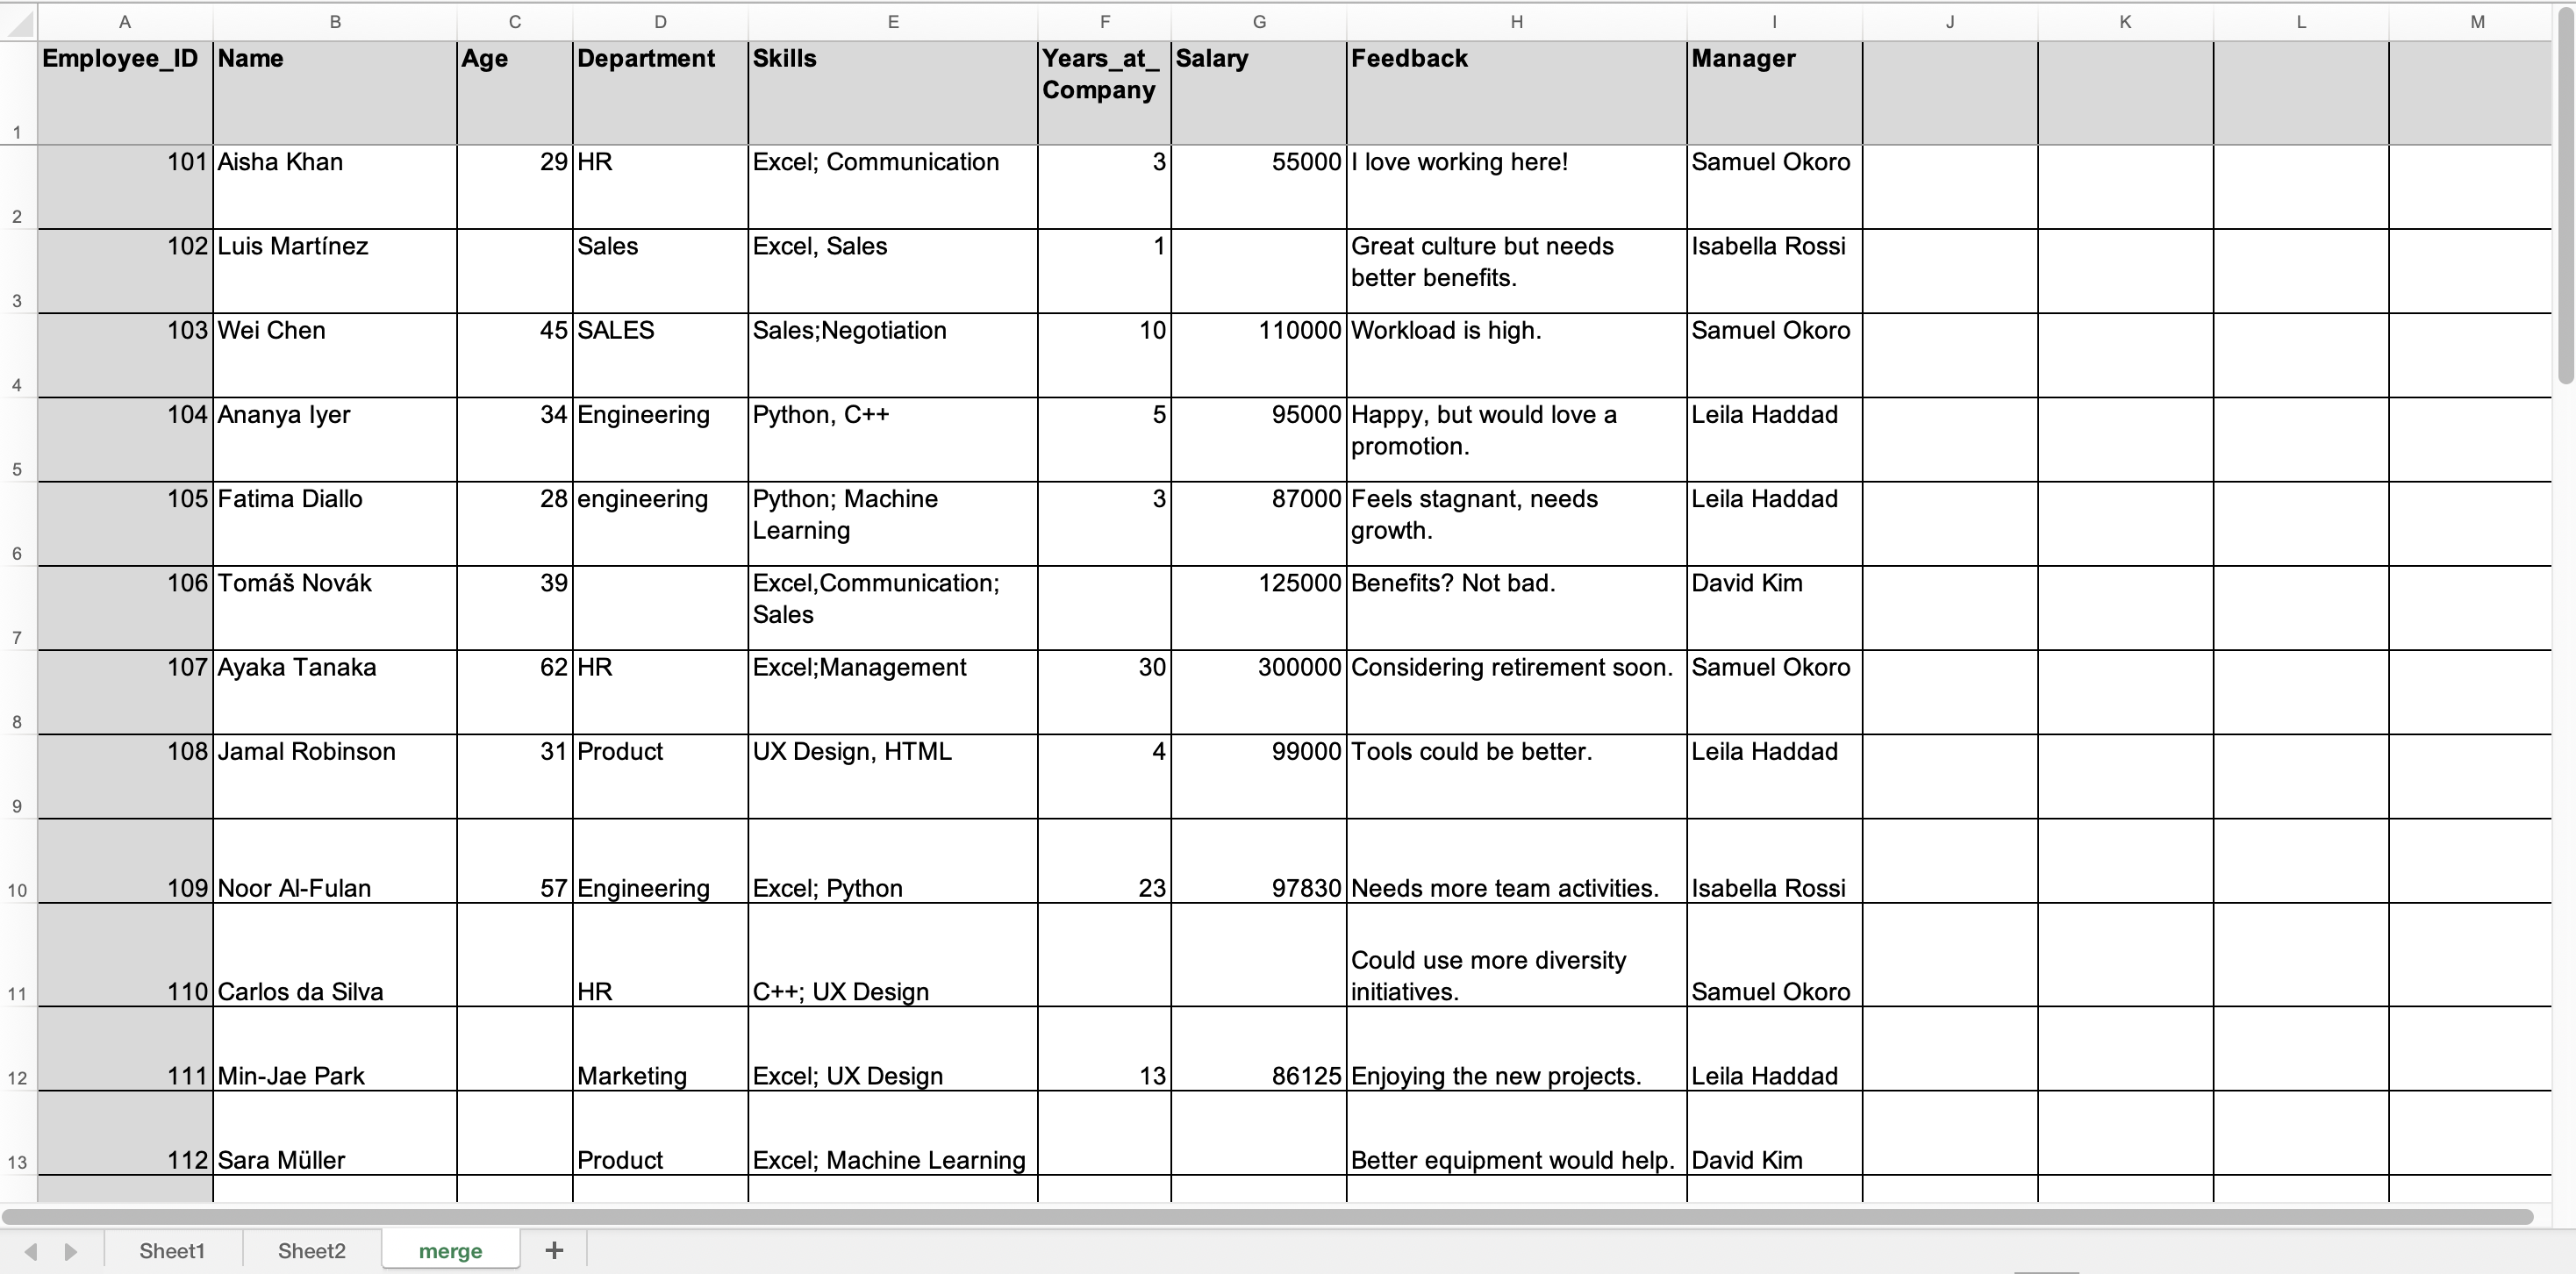 A B C D E F G H I J K L M
1 Employee_ID Name Age Department Skills Years_at_ Salary Feedback Manager
Company
2 101 Aisha Khan 29 HR Excel; Communication 3 55000 I love working here! Samuel Okoro
3 102 Luis Martínez Sales Excel, Sales 1 Great culture but needs Isabella Rossi
better benefits.
4 103 Wei Chen 45 SALES Sales;Negotiation 10 110000 Workload is high. Samuel Okoro
5 104 Ananya Iyer 34 Engineering Python, C++ 5 95000 Happy, but would love a Leila Haddad
promotion.
6 105 Fatima Diallo 28 engineering Python; Machine 3 87000 Feels stagnant, needs Leila Haddad
Learning growth.
7 106 Tomáš Novák 39 Excel,Communication; 125000 Benefits? Not bad. David Kim
Sales
8 107 Ayaka Tanaka 62 HR Excel;Management 30 300000 Considering retirement soon. Samuel Okoro
9 108 Jamal Robinson 31 Product UX Design, HTML 4 99000 Tools could be better. Leila Haddad
10 109 Noor Al-Fulan 57 Engineering Excel; Python 23 97830 Needs more team activities. Isabella Rossi
Could use more diversity
11 110 Carlos da Silva HR C++; UX Design initiatives. Samuel Okoro
12 111 Min-Jae Park Marketing Excel; UX Design 13 86125 Enjoying the new projects. Leila Haddad
13 112 Sara Müller Product Excel; Machine Learning Better equipment would help. David Kim
Sheet1 Sheet2 merge +